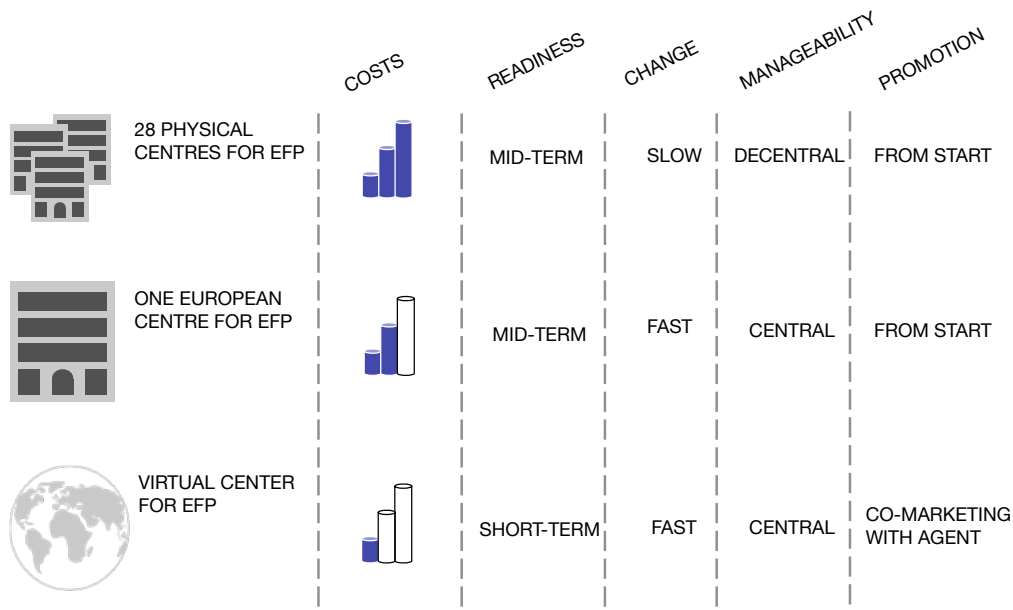 COSTS
READINESS
CHANGE
MANAGEABILITY
PROMOTION
28 PHYSICAL
CENTRES FOR EFP
MID-TERM
SLOW
DECENTRAL
FROM START
ONE EUROPEAN
CENTRE FOR EFP
MID-TERM
FAST
CENTRAL
FROM START
VIRTUAL CENTER
FOR EFP
SHORT-TERM
FAST
CENTRAL
CO-MARKETING
WITH AGENT